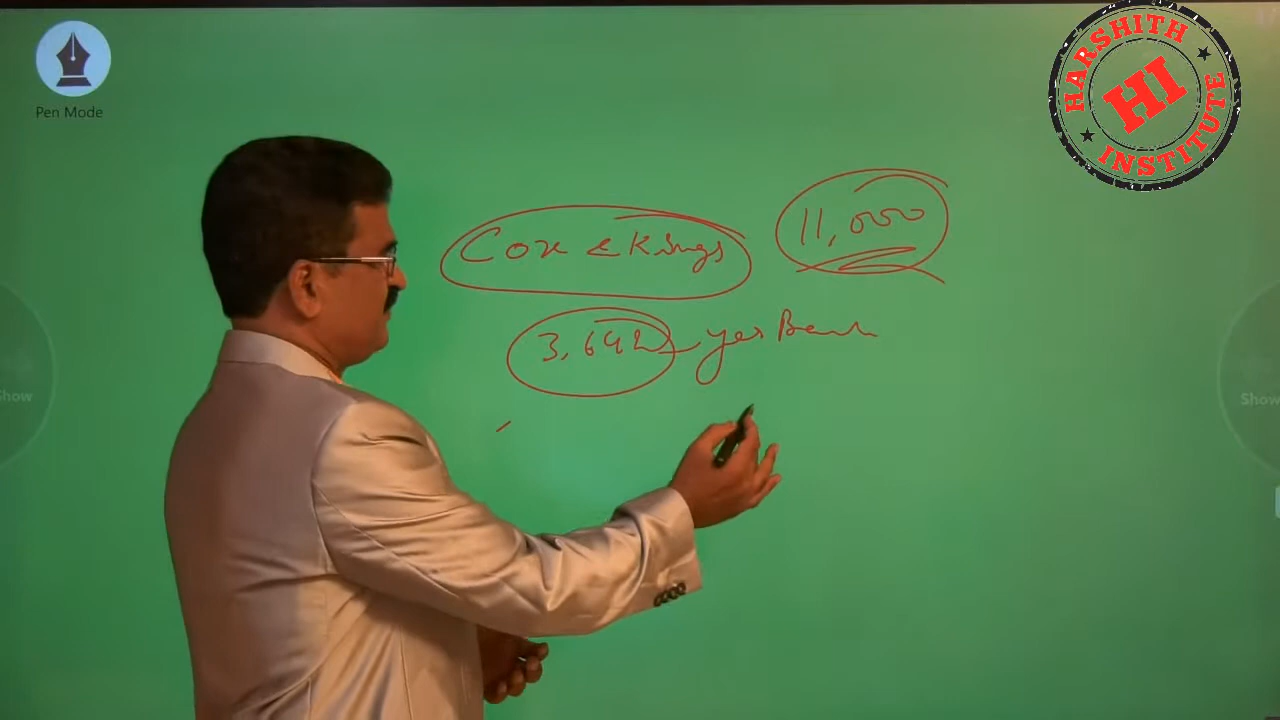 Pen Mode
HARSHITH
HI
INSTITUTE
Cox & Kings
11,000
3,642 Yes Bank
Show
Show